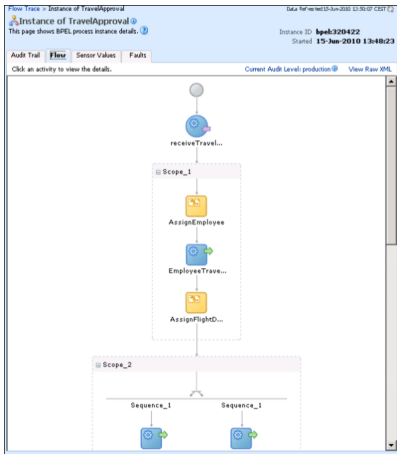 Flow Trace > Instance of TravelApproval
Data Refreshed 15-Jun-2010 13:50:07 CEST
Instance of TravelApproval
This page shows BPEL process instance details.
Instance ID bpel:320422
Started 15-Jun-2010 13:48:23
Audit Trail Flow Sensor Values Faults
Click an activity to view the details.
Current Audit Level: production View Raw XML
receiveTravel...
Scope_1
AssignEmployee
EmployeeTrave...
AssignFlightD...
Scope_2
Sequence_1 Sequence_1